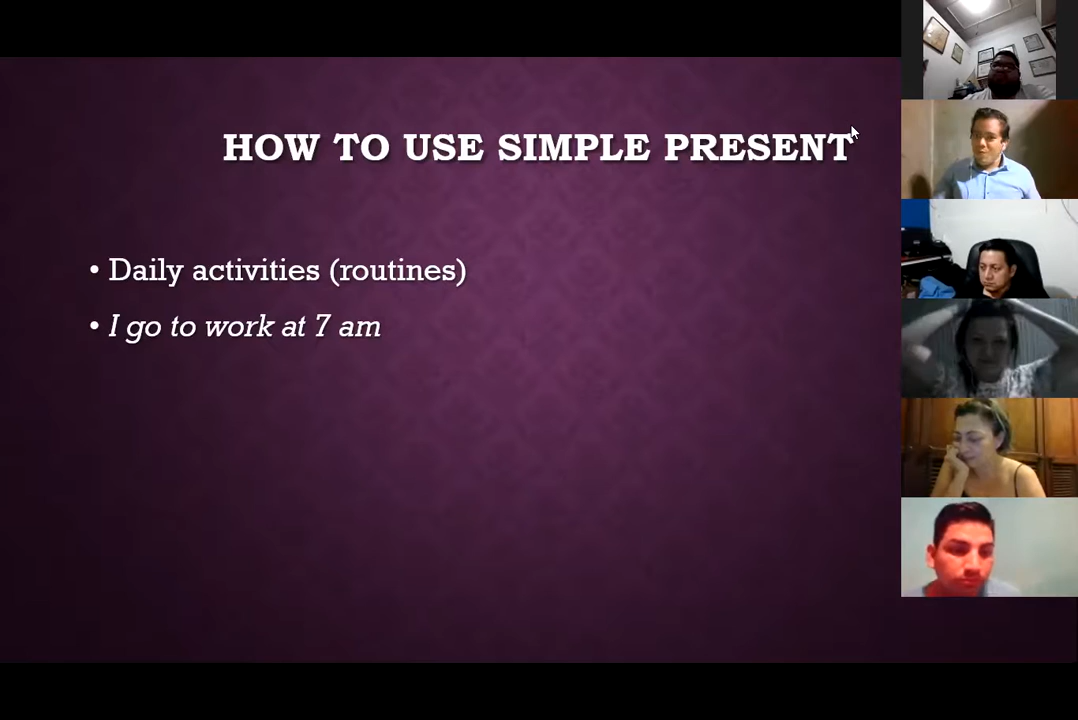 HOW TO USE SIMPLE PRESENT
• Daily activities (routines)
• I go to work at 7 am